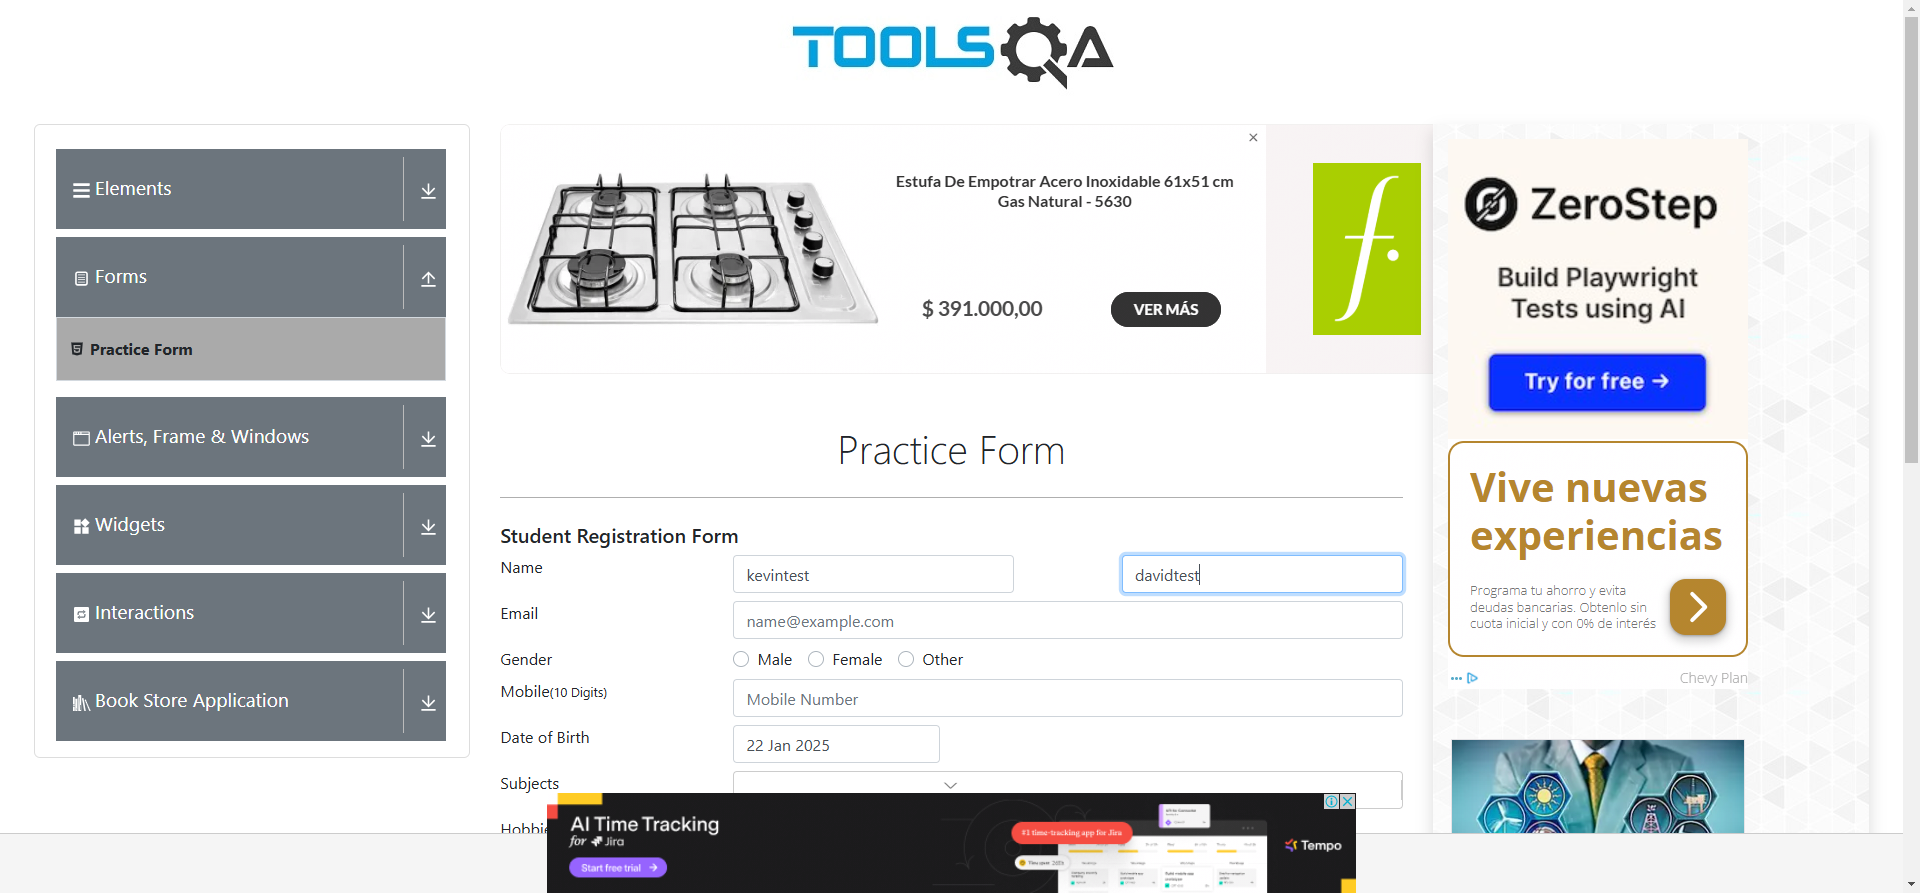 TOOLSQA
Elements
Forms
Practice Form
Alerts, Frame & Windows
Widgets
Interactions
Book Store Application
Estufa De Empotrar Acero Inoxidable 61x51 cm
Gas Natural - 5630
$ 391.000,00
VER MÁS
f.
Practice Form
Student Registration Form
Name
kevintest
davidtest
Email
name@example.com
Gender
Male
Female
Other
Mobile(10 Digits)
Mobile Number
Date of Birth
22 Jan 2025
Subjects
Hobbie
AI Time Tracking
for Jira
Start free trial →
#1 time-tracking app for Jira
Tempo
ZeroStep
Build Playwright
Tests using AI
Try for free →
Vive nuevas
experiencias
Programa tu ahorro y evita
deudas bancarias. Obtenlo sin
cuota inicial y con 0% de interés
Chevy Plan